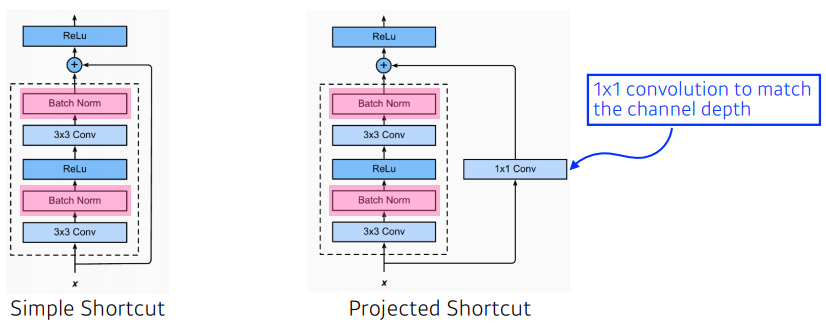 ReLu
+
Batch Norm
3x3 Conv
ReLu
Batch Norm
3x3 Conv
x
Simple Shortcut
ReLu
+
Batch Norm
3x3 Conv
ReLu
1x1 Conv
Batch Norm
3x3 Conv
x
Projected Shortcut
1x1 convolution to match
the channel depth